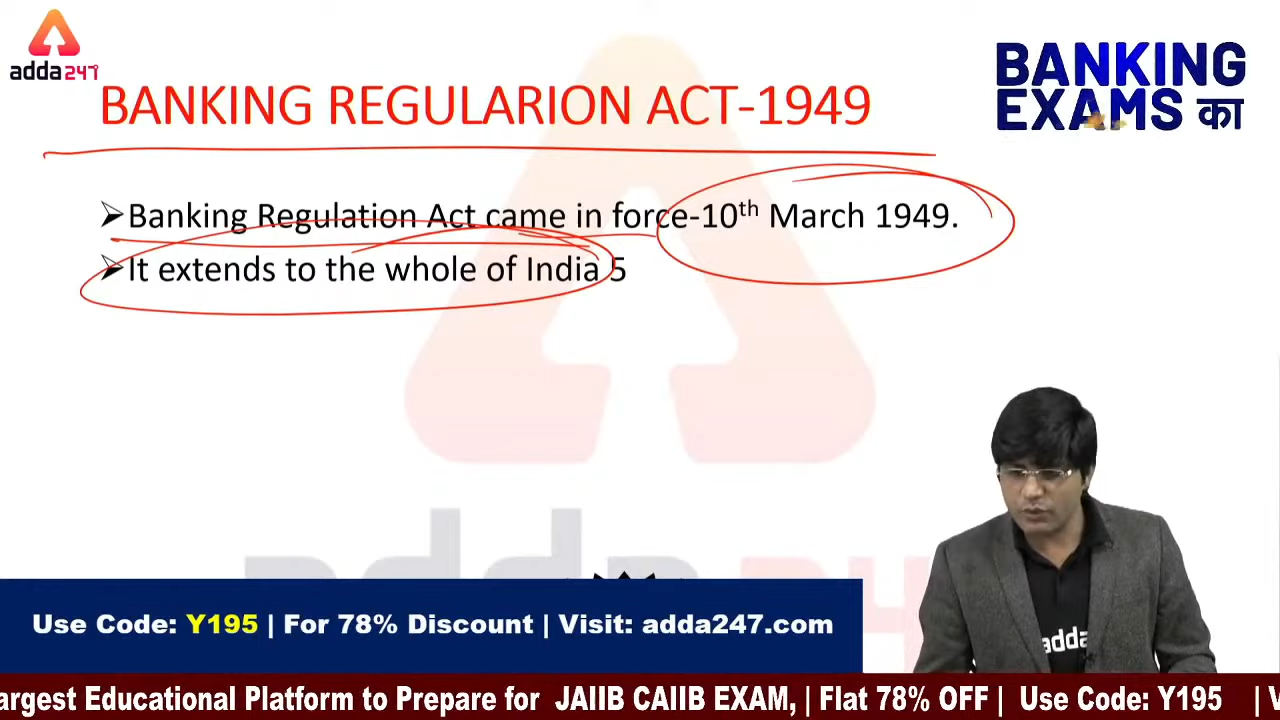 adda247
BANKING
EXAMS का
BANKING REGULARION ACT-1949
➢Banking Regulation Act came in force-10th March 1949.
➢It extends to the whole of India 5
adda247
adda
Use Code: Y195 | For 78% Discount | Visit: adda247.com
argest Educational Platform to Prepare for JAIIB CAIIB EXAM, | Flat 78% OFF | Use Code: Y195 | V